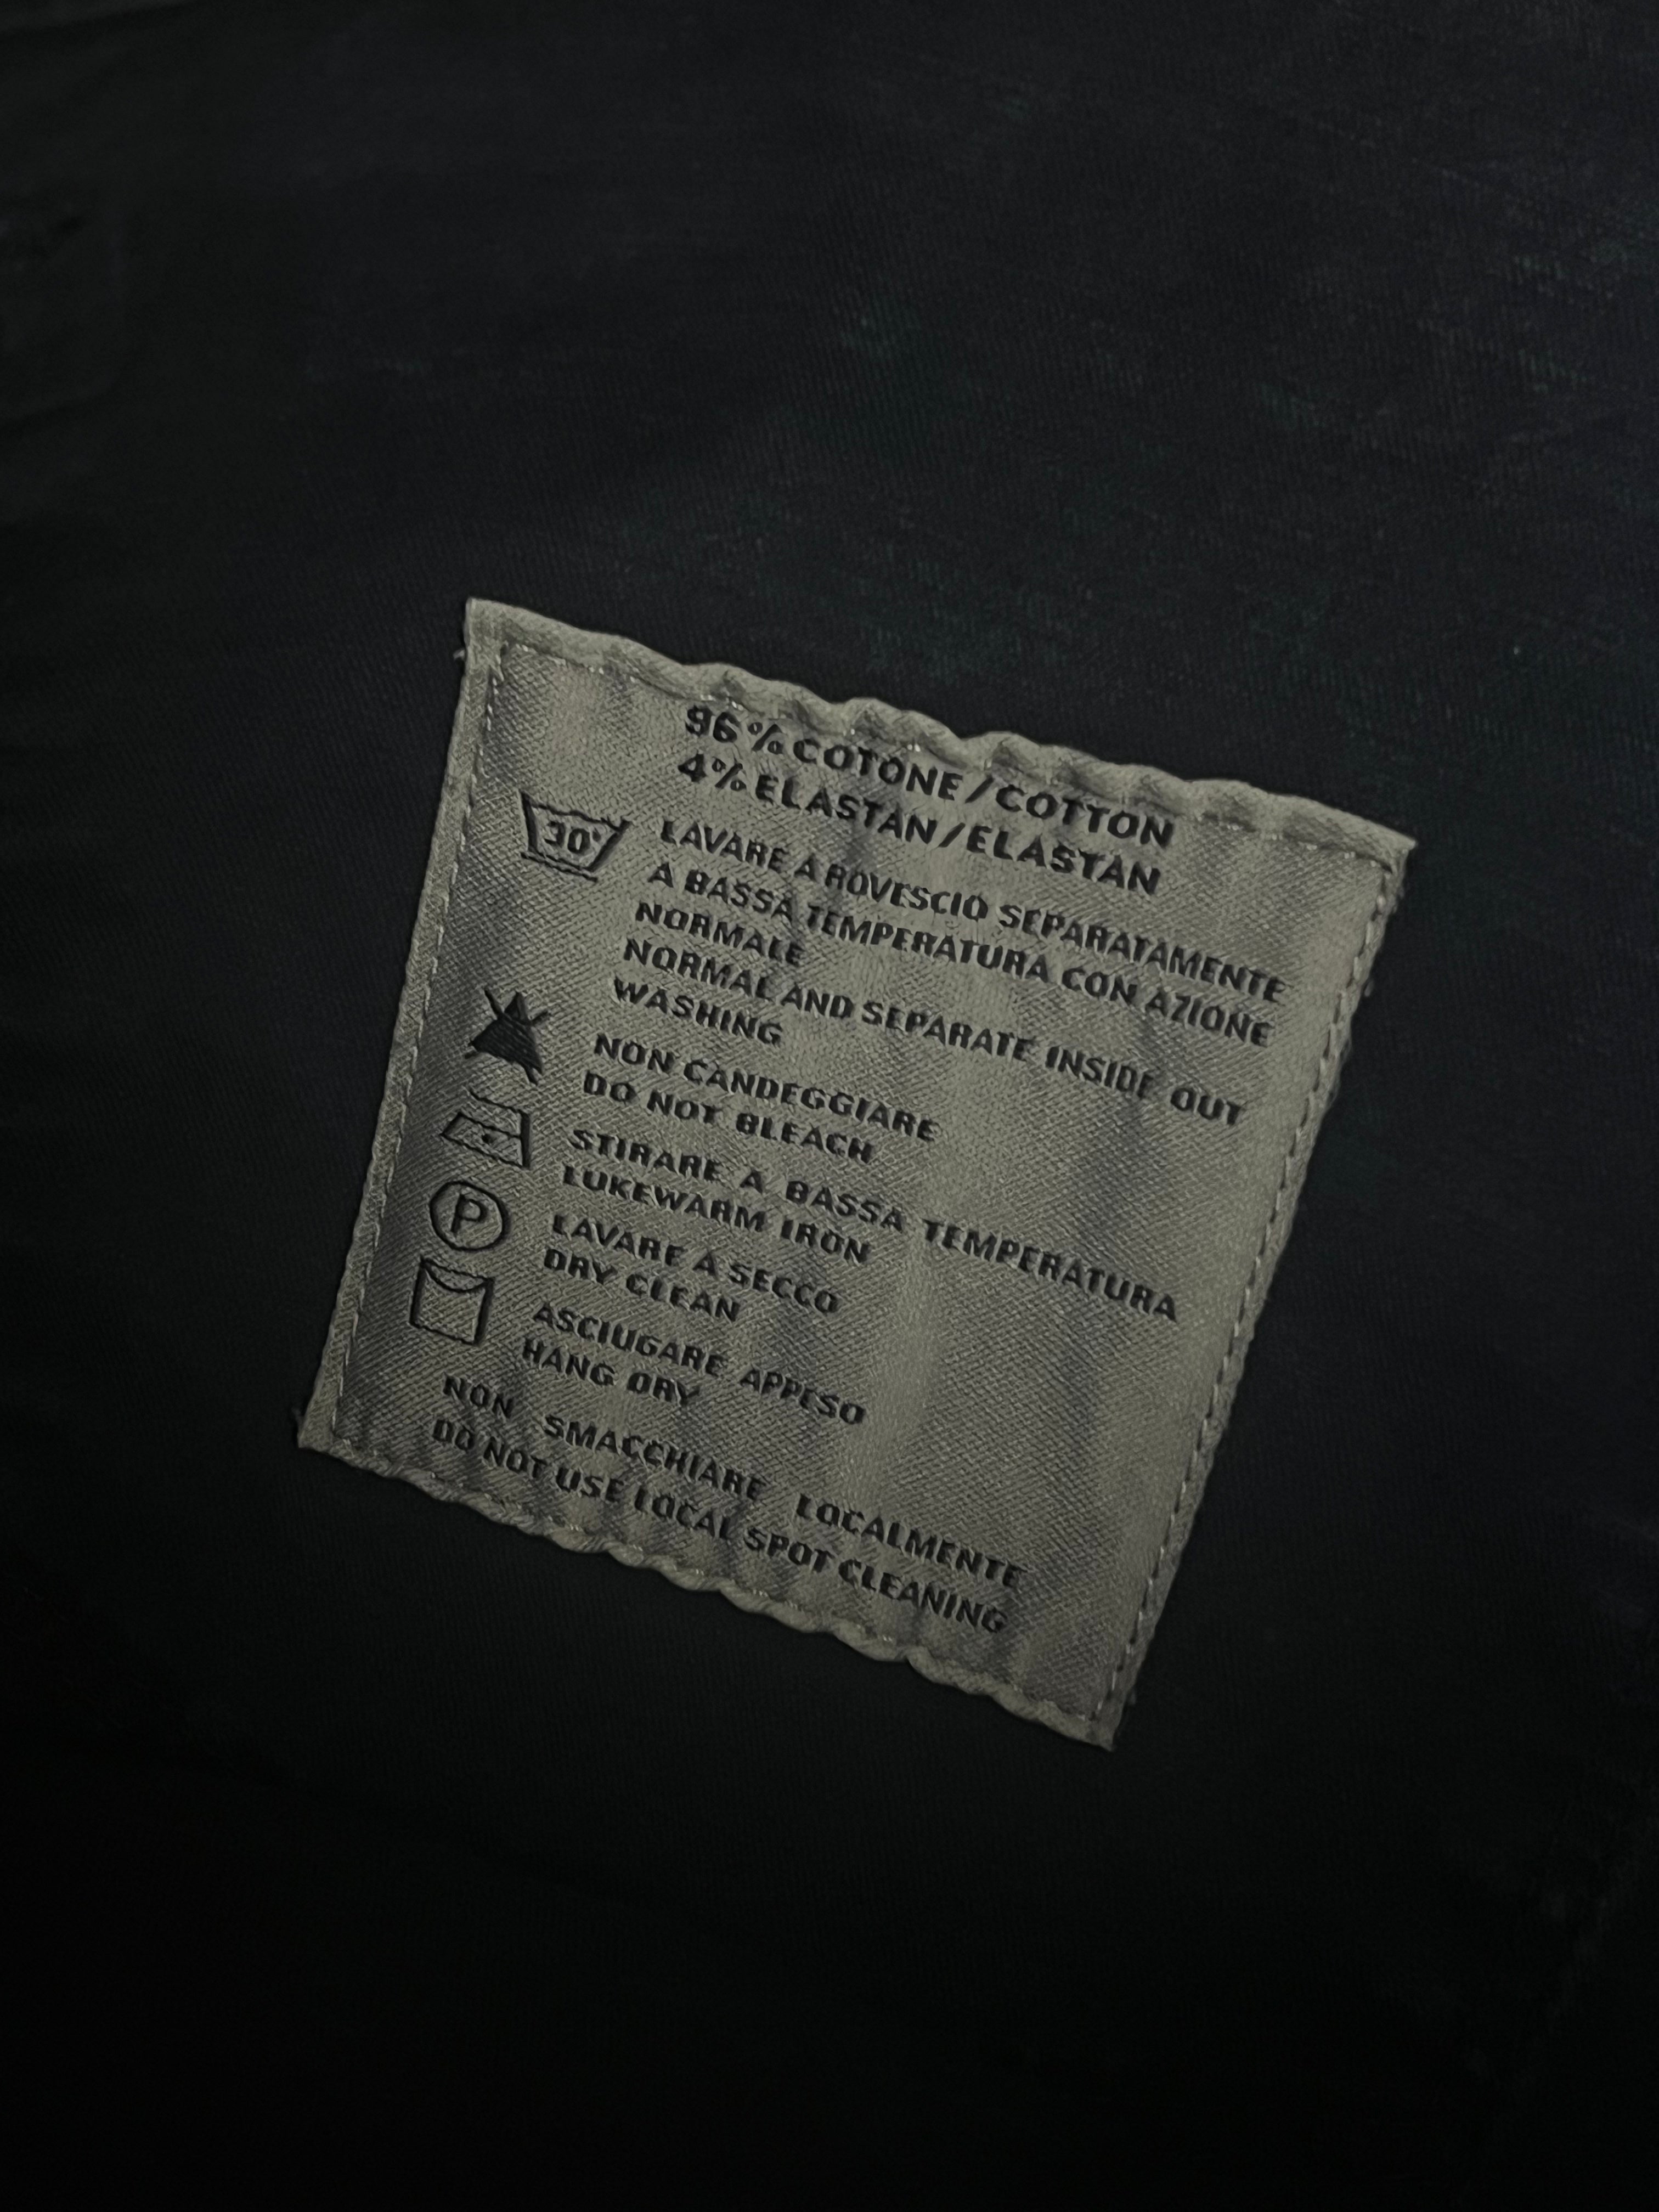 96% COTONE/COTTON
4% ELASTAN/ELASTAN
30° LAVARE A ROVESCIO SEPARATAMENTE
A BASSA TEMPERATURA CON AZIONE
NORMALE
NORMAL AND SEPARATE INSIDE OUT
WASHING
NON CANDEGGIARE
DO NOT BLEACH
STIRARE A BASSA TEMPERATURA
LUKEWARM IRON
P LAVARE A SECCO
DRY CLEAN
ASCIUGARE APPESO
HANG DRY
NON SMACCHIARE LOCALMENTE
DO NOT USE LOCAL SPOT CLEANING